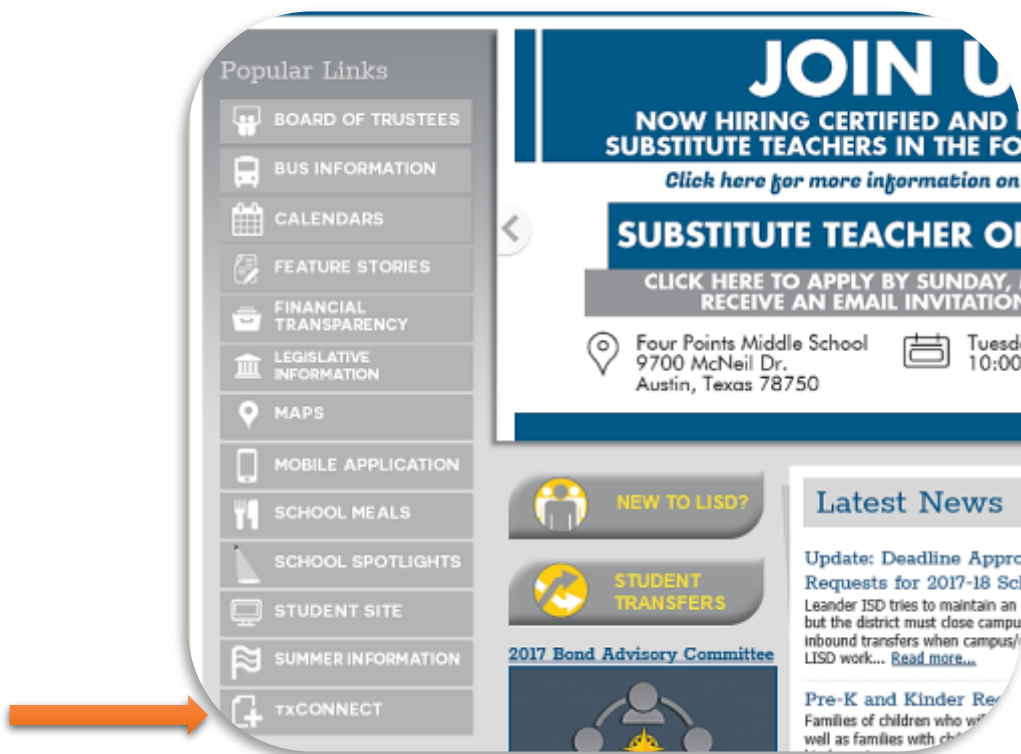 Popular Links
BOARD OF TRUSTEES
BUS INFORMATION
CALENDARS
FEATURE STORIES
FINANCIAL
TRANSPARENCY
LEGISLATIVE
INFORMATION
MAPS
MOBILE APPLICATION
SCHOOL MEALS
SCHOOL SPOTLIGHTS
STUDENT SITE
SUMMER INFORMATION
TxCONNECT
JOIN U
NOW HIRING CERTIFIED AND
SUBSTITUTE TEACHERS IN THE FO
Click here for more information on
SUBSTITUTE TEACHER O
CLICK HERE TO APPLY BY SUNDAY,
RECEIVE AN EMAIL INVITATION
Four Points Middle School
9700 McNeil Dr.
Austin, Texas 78750
Tuesd
10:00
NEW TO LISD?
STUDENT
TRANSFERS
2017 Bond Advisory Committee
Latest News
Update: Deadline Appro
Requests for 2017-18 Sc
Leander ISD tries to maintain an
but the district must close campu
inbound transfers when campus/
LISD work... Read more...
Pre-K and Kinder Re
Families of children who wi
well as families with ch